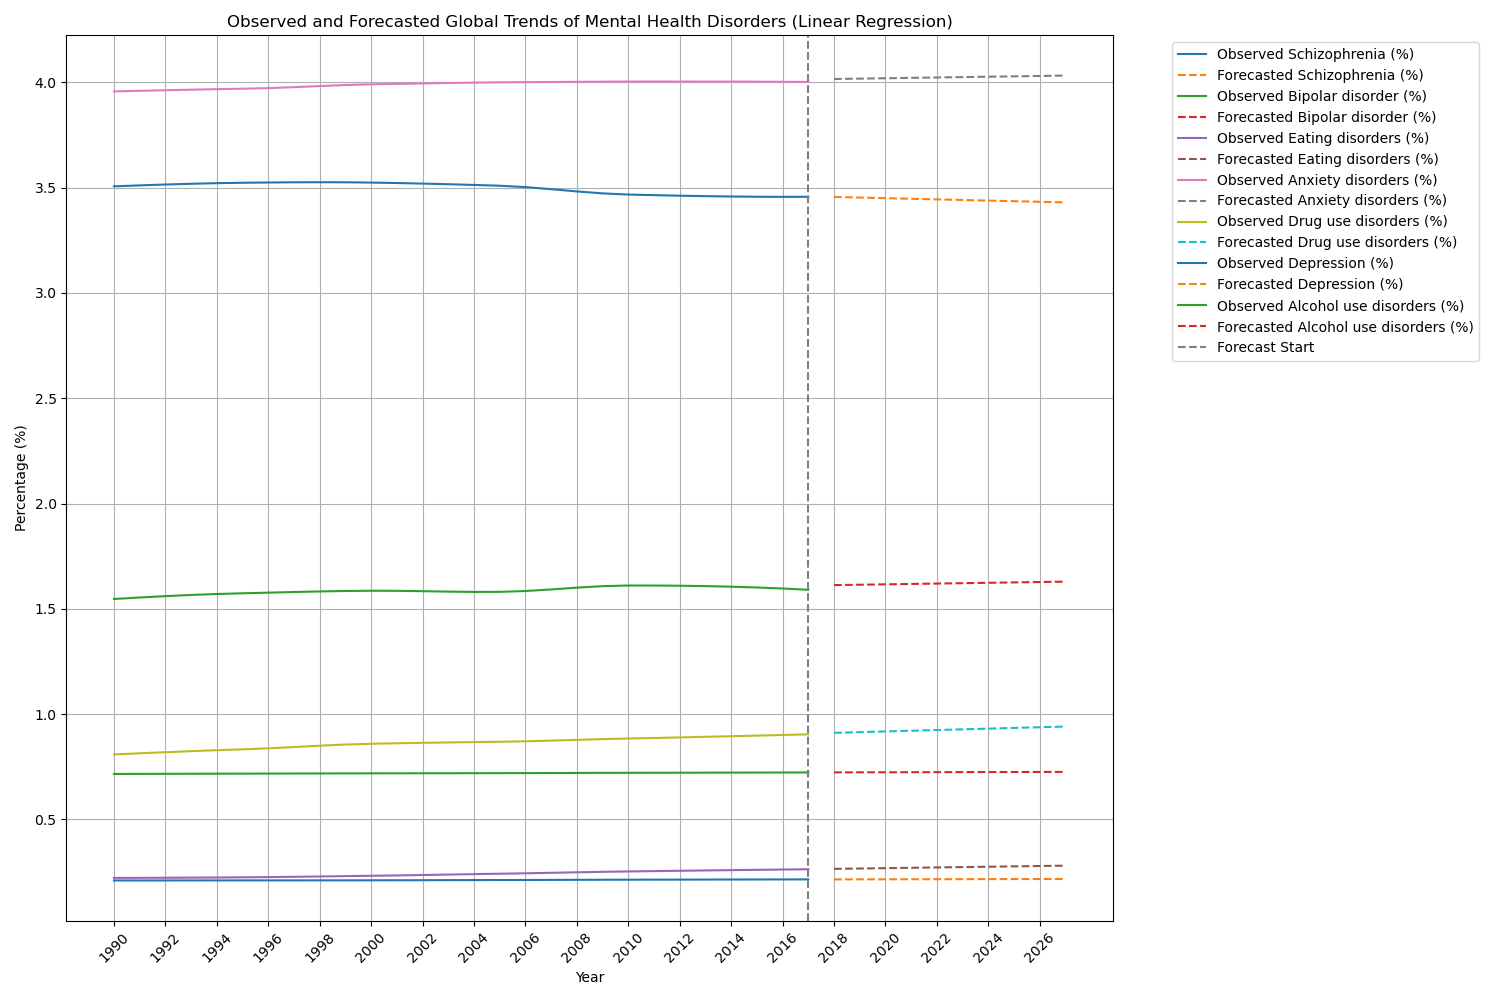 Observed and Forecasted Global Trends of Mental Health Disorders (Linear Regression)
Percentage (%)
4.0
3.5
3.0
2.5
2.0
1.5
1.0
0.5
1990
1992
1994
1996
1998
2000
2002
2004
2006
2008
2010
2012
2014
2016
2018
2020
2022
2024
2026
Year
Observed Schizophrenia (%)
Forecasted Schizophrenia (%)
Observed Bipolar disorder (%)
Forecasted Bipolar disorder (%)
Observed Eating disorders (%)
Forecasted Eating disorders (%)
Observed Anxiety disorders (%)
Forecasted Anxiety disorders (%)
Observed Drug use disorders (%)
Forecasted Drug use disorders (%)
Observed Depression (%)
Forecasted Depression (%)
Observed Alcohol use disorders (%)
Forecasted Alcohol use disorders (%)
Forecast Start